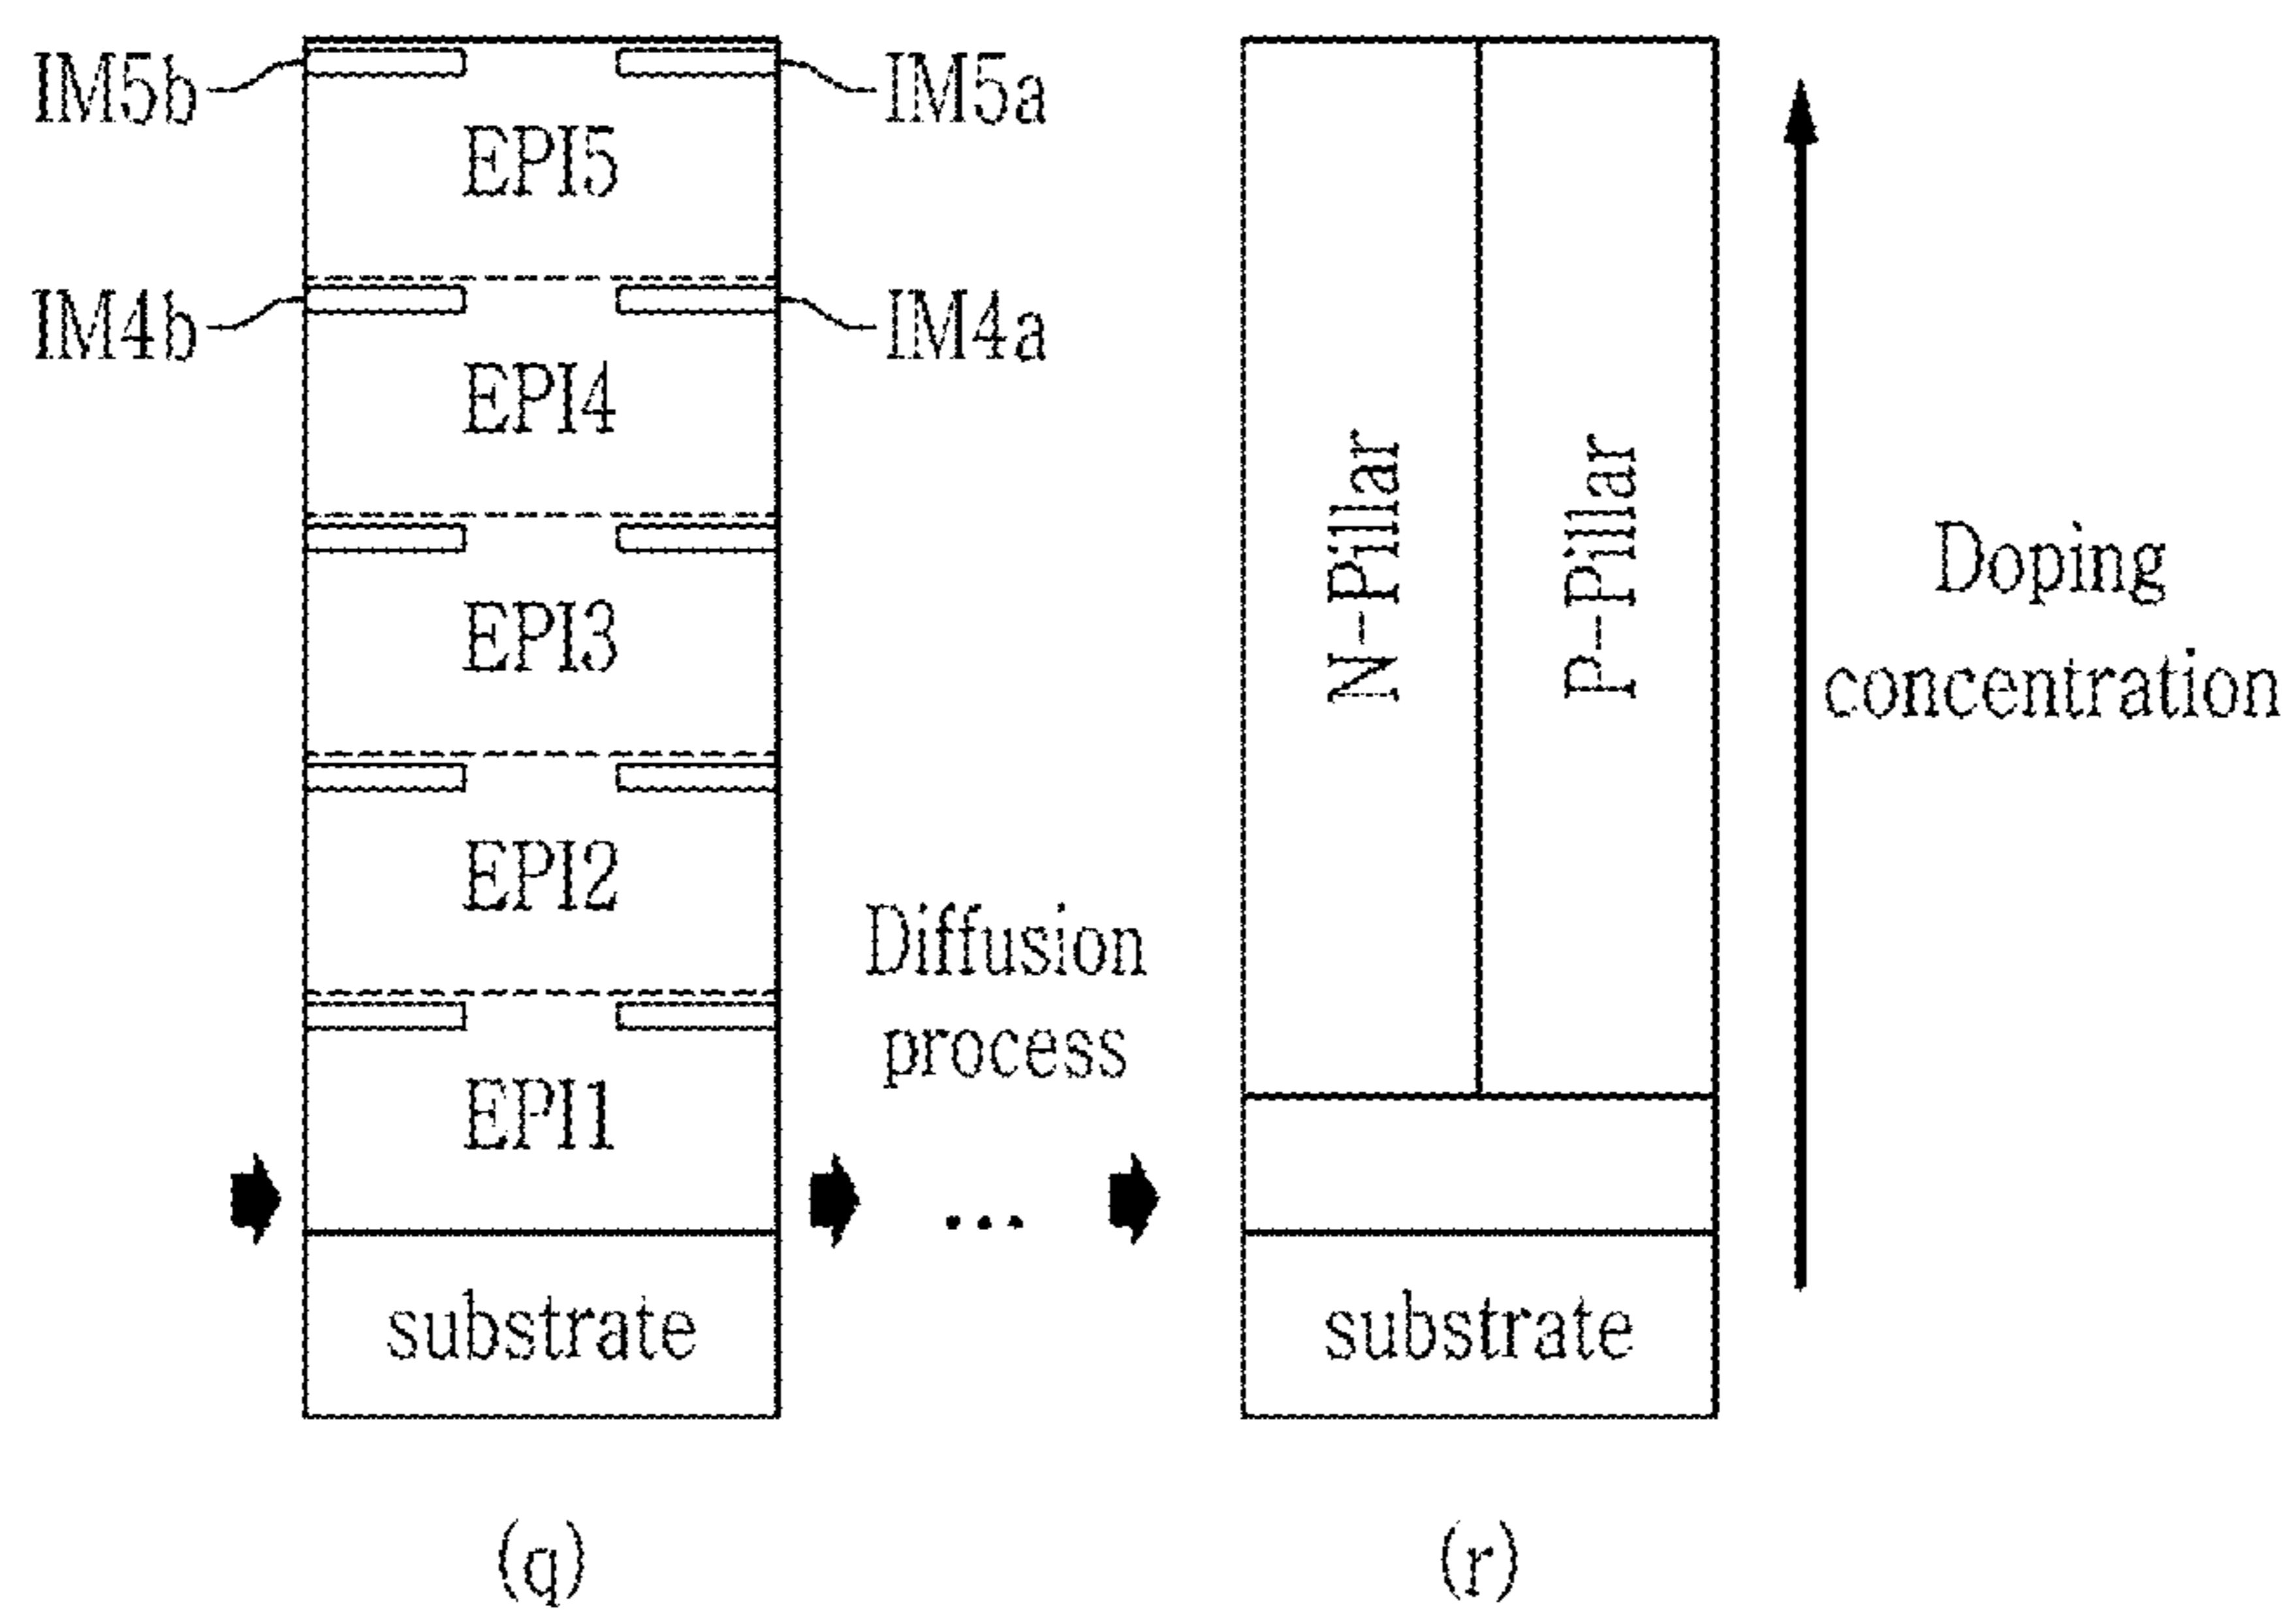 IM5b
IM5a
EPI5
IM4b
IM4a
EPI4
EPI3
EPI2
EPI1
substrate
Diffusion
process
...
N-Pillar
P-Pillar
substrate
Doping
concentration
(q)
(r)